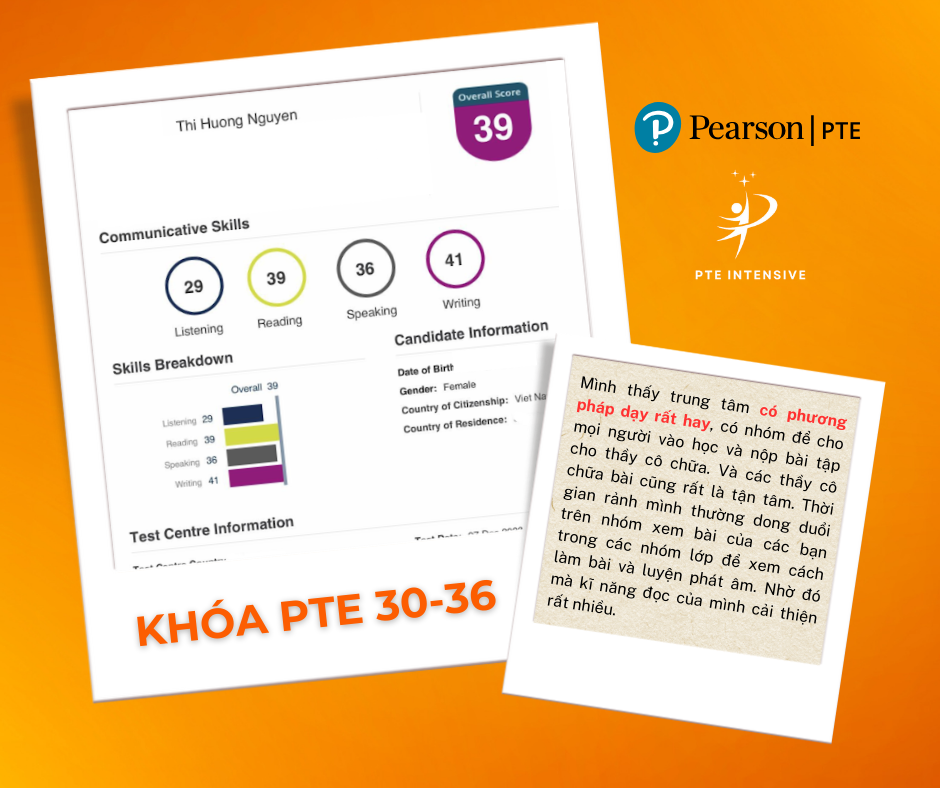 Thi Huong Nguyen
Overall Score
39
Pearson | PTE
PTE INTENSIVE
Communicative Skills
29
39
36
41
Listening
Reading
Speaking
Writing
Skills Breakdown
Overall 39
Listening 29
Reading 39
Speaking 36
Writing 41
Candidate Information
Date of Birth
Gender: Female
Country of Citizenship: Viet Na
Country of Residence:
Test Centre Information
KHÓA PTE 30-36
Mình thấy trung tâm có phương
pháp dạy rất hay, có nhóm để cho
mọi người vào học và nộp bài tập
cho thầy cô chữa. Và các thầy cô
chữa bài cũng rất là tận tâm. Thời
gian rảnh mình thường dong duổi
trên nhóm xem bài của các bạn
trong các nhóm lớp để xem cách
làm bài và luyện phát âm. Nhờ đó
mà kĩ năng đọc của mình cải thiện
rất nhiều.